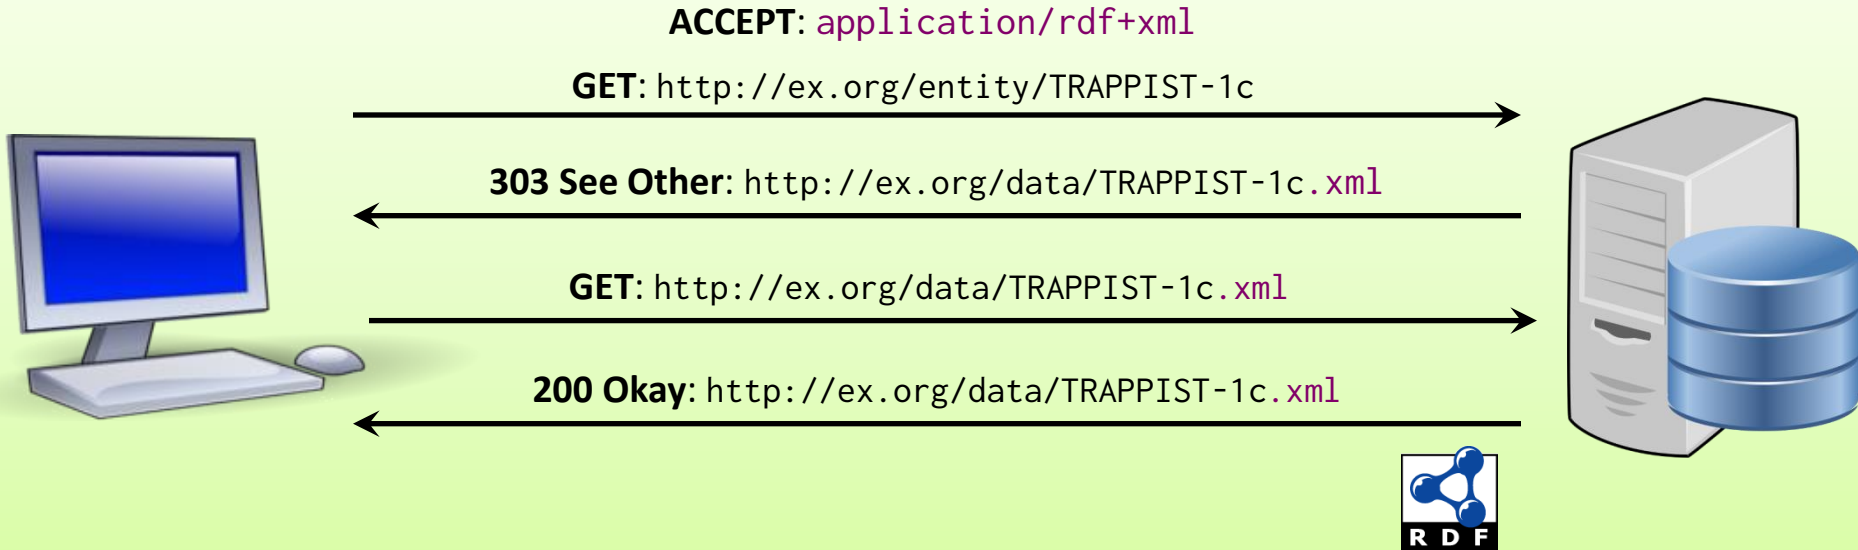 ACCEPT: application/rdf+xml
GET: http://ex.org/entity/TRAPPIST-1c
303 See Other: http://ex.org/data/TRAPPIST-1c.xml
GET: http://ex.org/data/TRAPPIST-1c.xml
200 Okay: http://ex.org/data/TRAPPIST-1c.xml
RDF